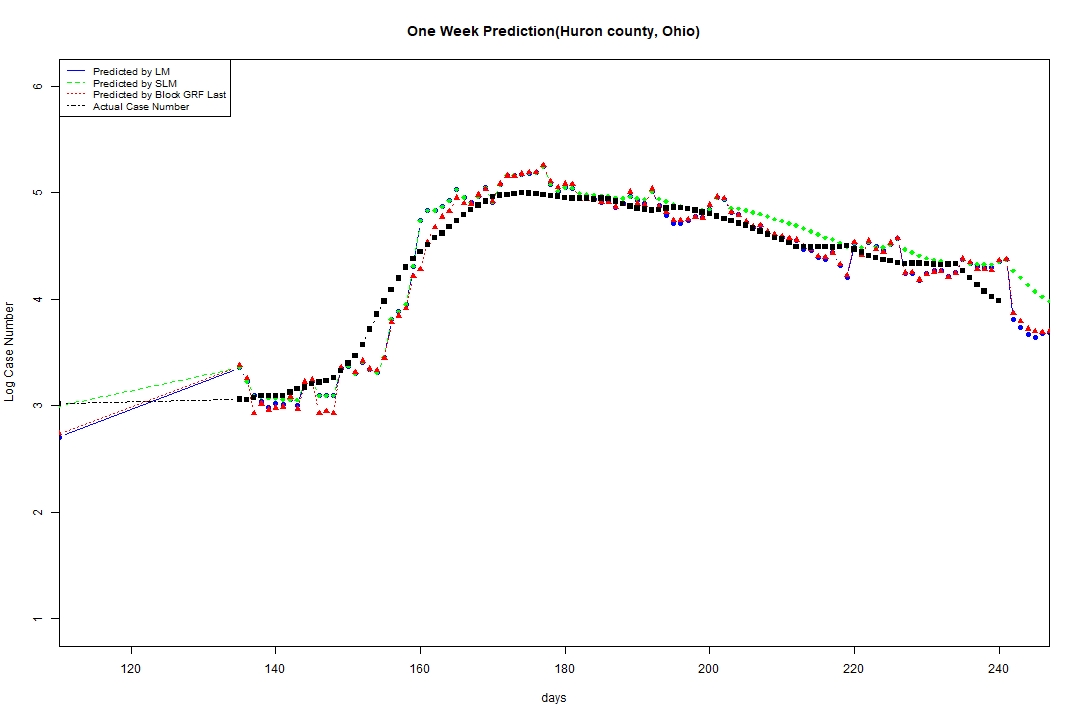 One Week Prediction(Huron county, Ohio)
Predicted by LM
Predicted by SLM
Predicted by Block GRF Last
Actual Case Number
6
5
4
3
2
1
Log Case Number
120 140 160 180 200 220 240
days